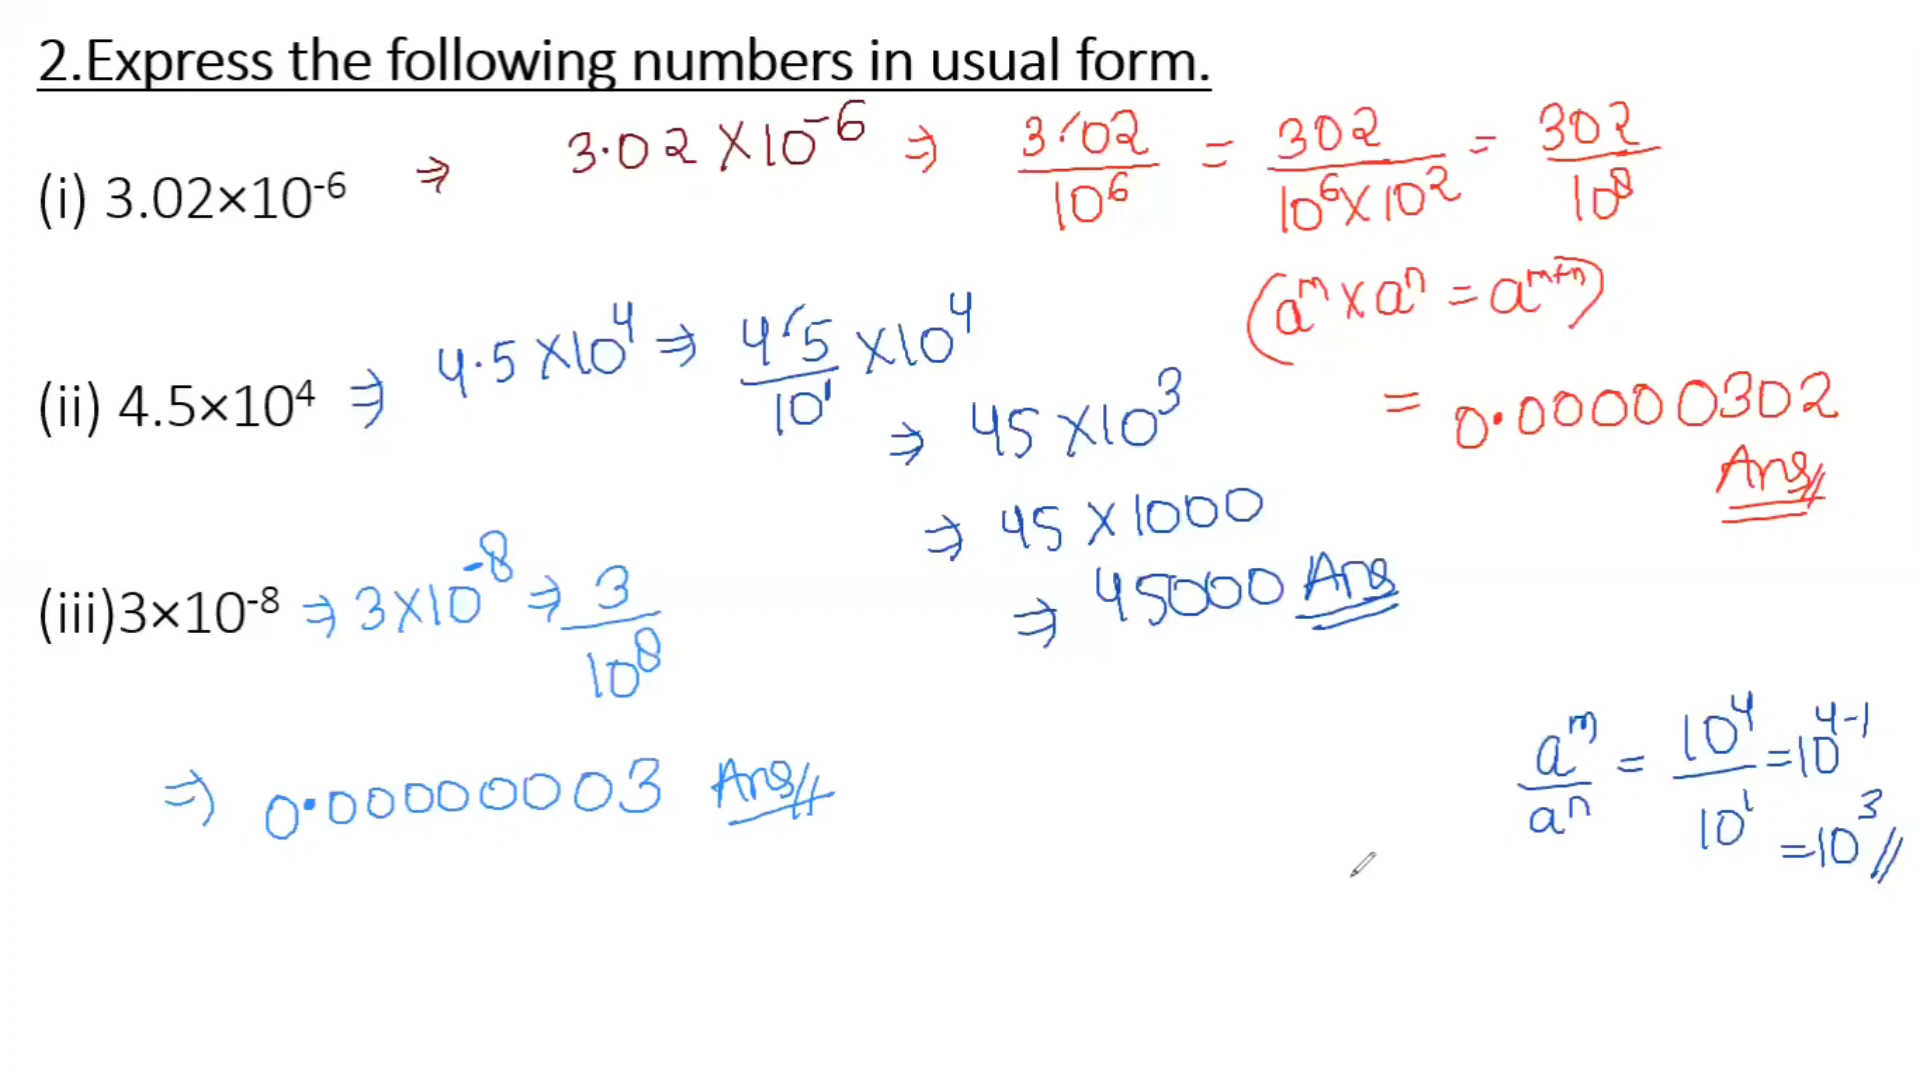 2.Express the following numbers in usual form.
(i) 3.02×10⁻⁶ ⇒ 3.02 × 10⁻⁶ ⇒ 3.02/10⁶ = 302/10⁶×10² = 302/10⁸
(aᵐ × aⁿ = aᵐ⁺ⁿ)
= 0.00000302
Ans
(ii) 4.5×10⁴ ⇒ 4.5 × 10⁴ ⇒ 4.5/10¹ × 10⁴
⇒ 45 × 10³
⇒ 45 × 1000
⇒ 45000 Ans
(iii)3×10⁻⁸ ⇒ 3 × 10⁻⁸ ⇒ 3/10⁸
⇒ 0.00000003 Ans
aᵐ/aⁿ = 10⁴/10¹ = 10⁴⁻¹
= 10³